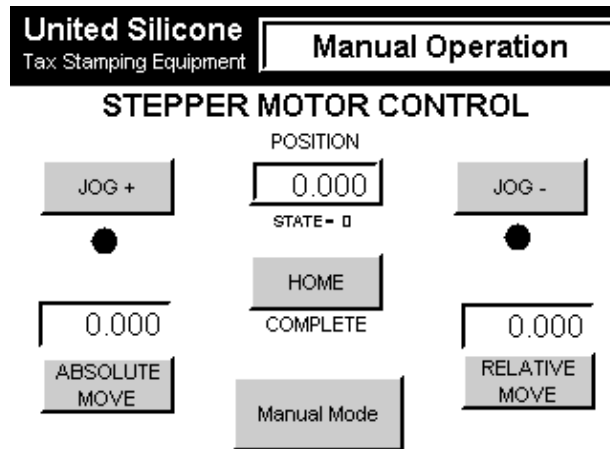 United Silicone
Tax Stamping Equipment
Manual Operation
STEPPER MOTOR CONTROL
POSITION
JOG +
0.000
JOG -
STATE= 0
HOME
0.000
COMPLETE
0.000
ABSOLUTE
MOVE
RELATIVE
MOVE
Manual Mode